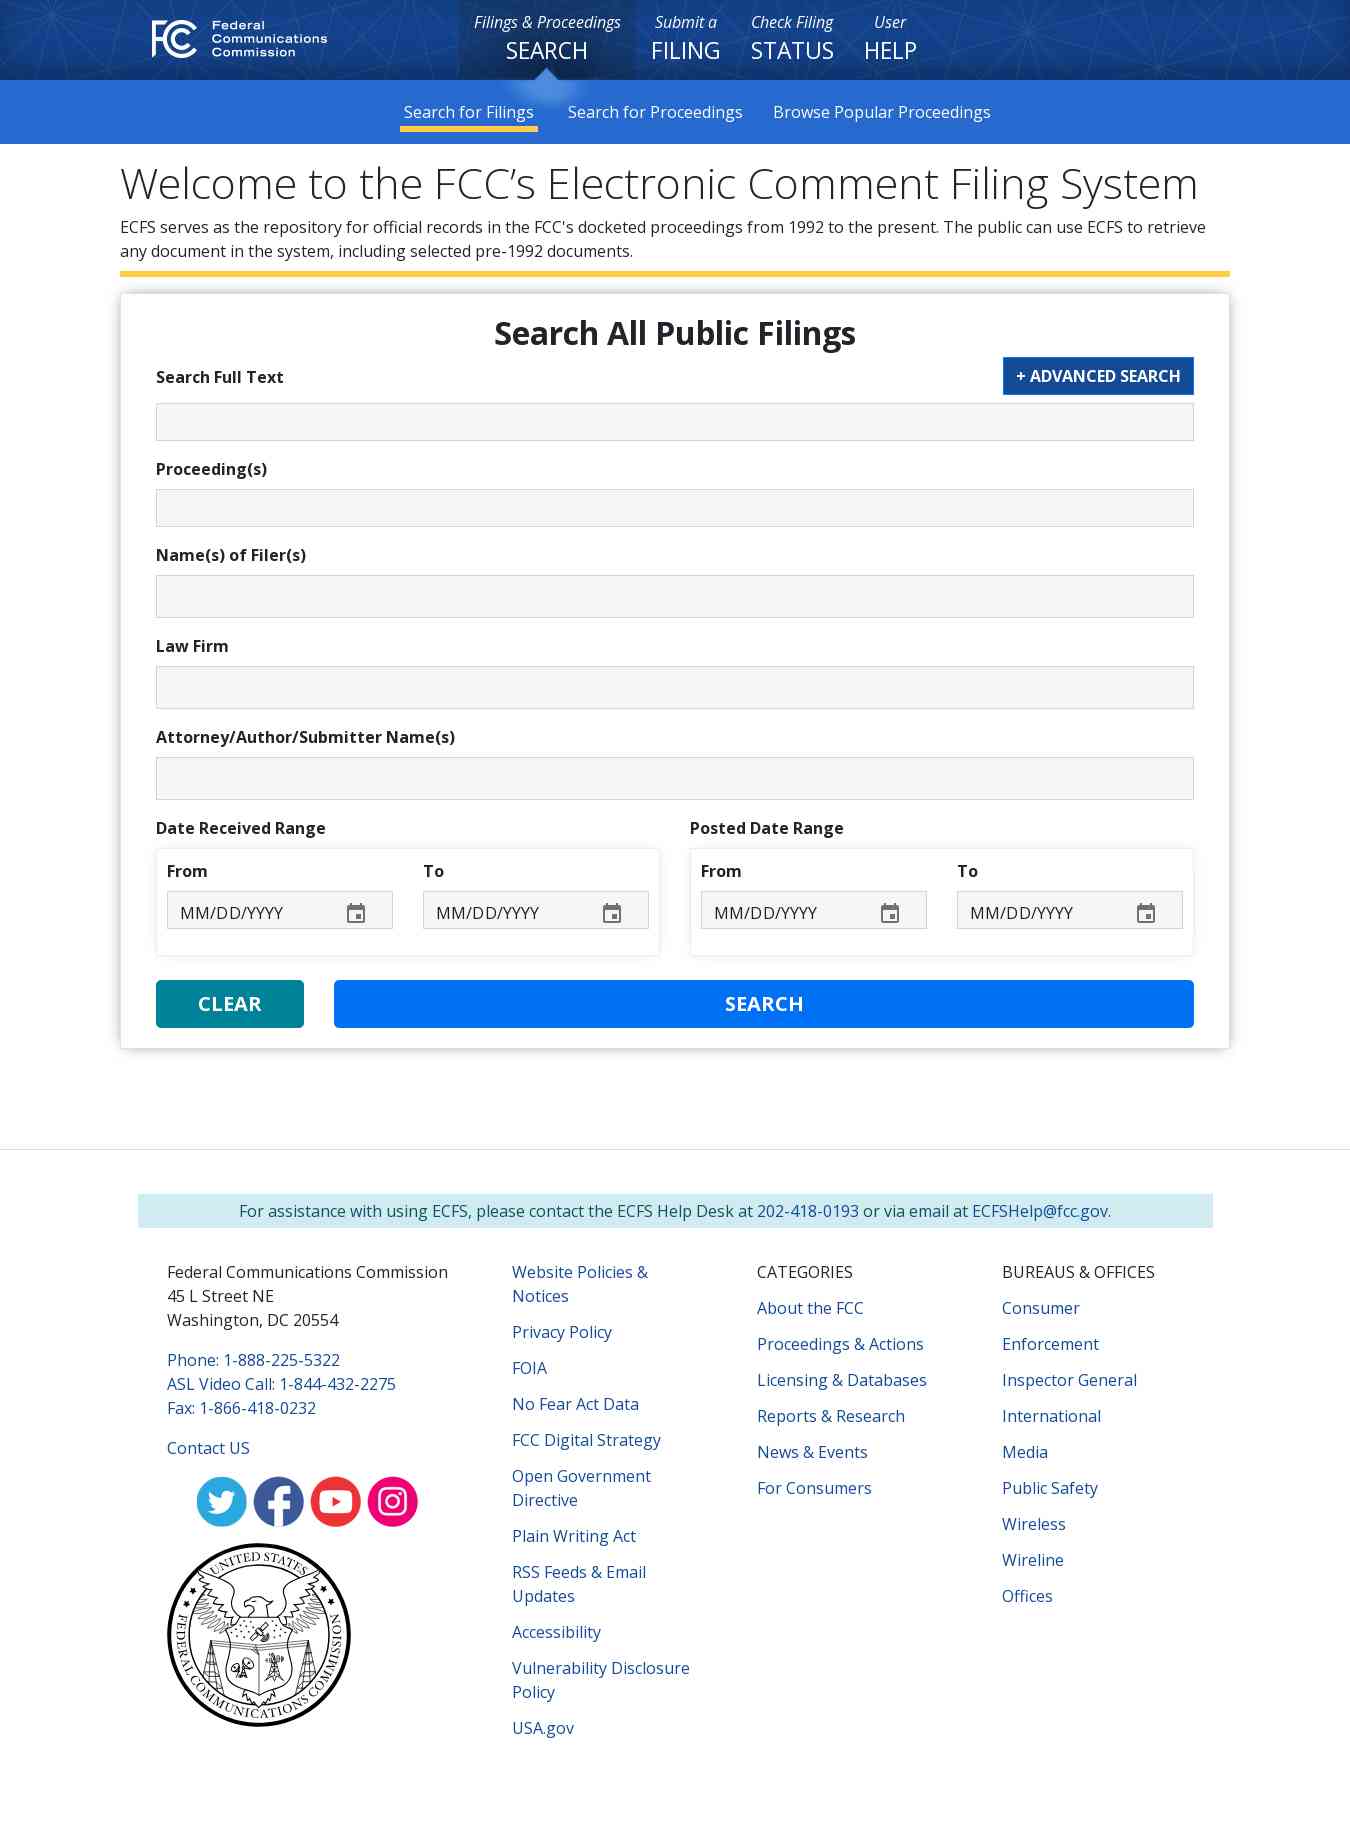 FCC Federal
Communications
Commission
Filings & Proceedings
SEARCH
Submit a
FILING
Check Filing
STATUS
User
HELP
Search for Filings
Search for Proceedings
Browse Popular Proceedings
Welcome to the FCC’s Electronic Comment Filing System
ECFS serves as the repository for official records in the FCC's docketed proceedings from 1992 to the present. The public can use ECFS to retrieve
any document in the system, including selected pre-1992 documents.
Search All Public Filings
Search Full Text
+ ADVANCED SEARCH
Proceeding(s)
Name(s) of Filer(s)
Law Firm
Attorney/Author/Submitter Name(s)
Date Received Range
From
To
MM/DD/YYYY
MM/DD/YYYY
Posted Date Range
From
To
MM/DD/YYYY
MM/DD/YYYY
CLEAR
SEARCH
For assistance with using ECFS, please contact the ECFS Help Desk at 202-418-0193 or via email at ECFSHelp@fcc.gov.
Federal Communications Commission
45 L Street NE
Washington, DC 20554
Phone: 1-888-225-5322
ASL Video Call: 1-844-432-2275
Fax: 1-866-418-0232
Contact US
UNITED STATES
FEDERAL COMMUNICATIONS COMMISSION
Website Policies &
Notices
Privacy Policy
FOIA
No Fear Act Data
FCC Digital Strategy
Open Government
Directive
Plain Writing Act
RSS Feeds & Email
Updates
Accessibility
Vulnerability Disclosure
Policy
USA.gov
CATEGORIES
About the FCC
Proceedings & Actions
Licensing & Databases
Reports & Research
News & Events
For Consumers
BUREAUS & OFFICES
Consumer
Enforcement
Inspector General
International
Media
Public Safety
Wireless
Wireline
Offices